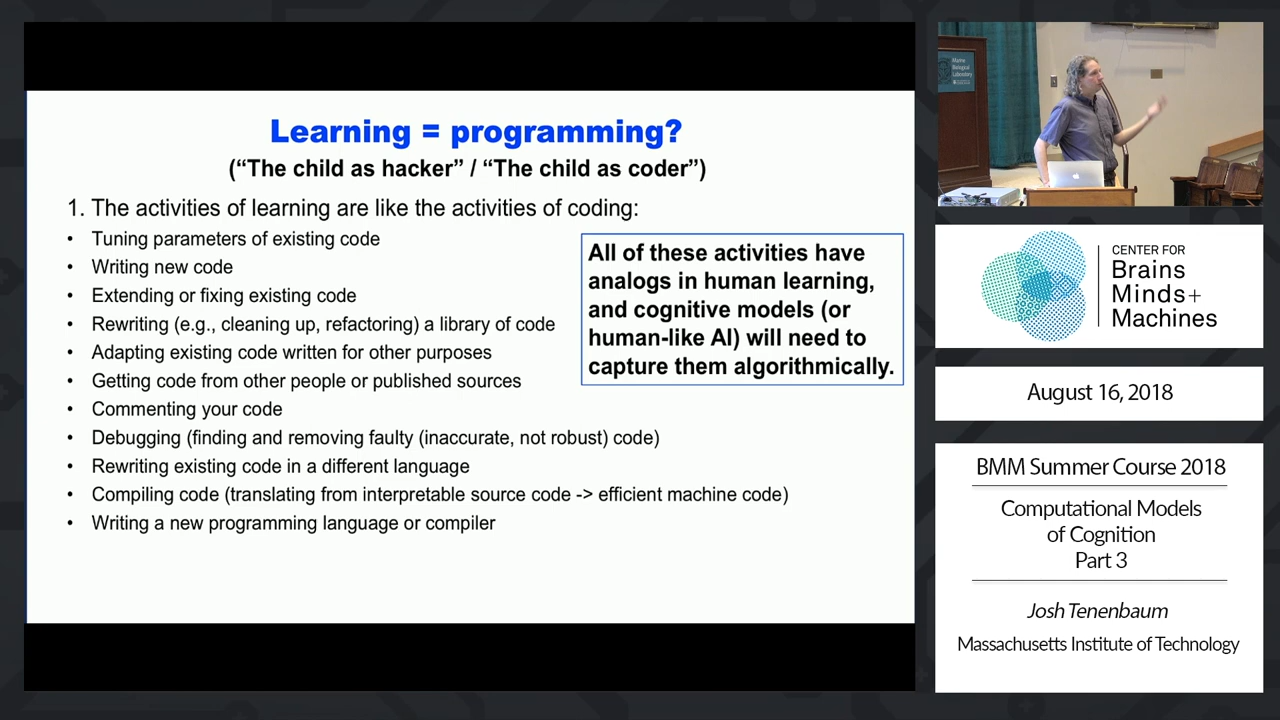 Learning = programming?
(“The child as hacker” / “The child as coder”)
1. The activities of learning are like the activities of coding:
• Tuning parameters of existing code
• Writing new code
• Extending or fixing existing code
• Rewriting (e.g., cleaning up, refactoring) a library of code
• Adapting existing code written for other purposes
• Getting code from other people or published sources
• Commenting your code
• Debugging (finding and removing faulty (inaccurate, not robust) code)
• Rewriting existing code in a different language
• Compiling code (translating from interpretable source code -> efficient machine code)
• Writing a new programming language or compiler
All of these activities have
analogs in human learning,
and cognitive models (or
human-like AI) will need to
capture them algorithmically.
Marine
Biological
Laboratory
CENTER FOR
Brains
Minds+
Machines
August 16, 2018
BMM Summer Course 2018
Computational Models
of Cognition
Part 3
Josh Tenenbaum
Massachusetts Institute of Technology